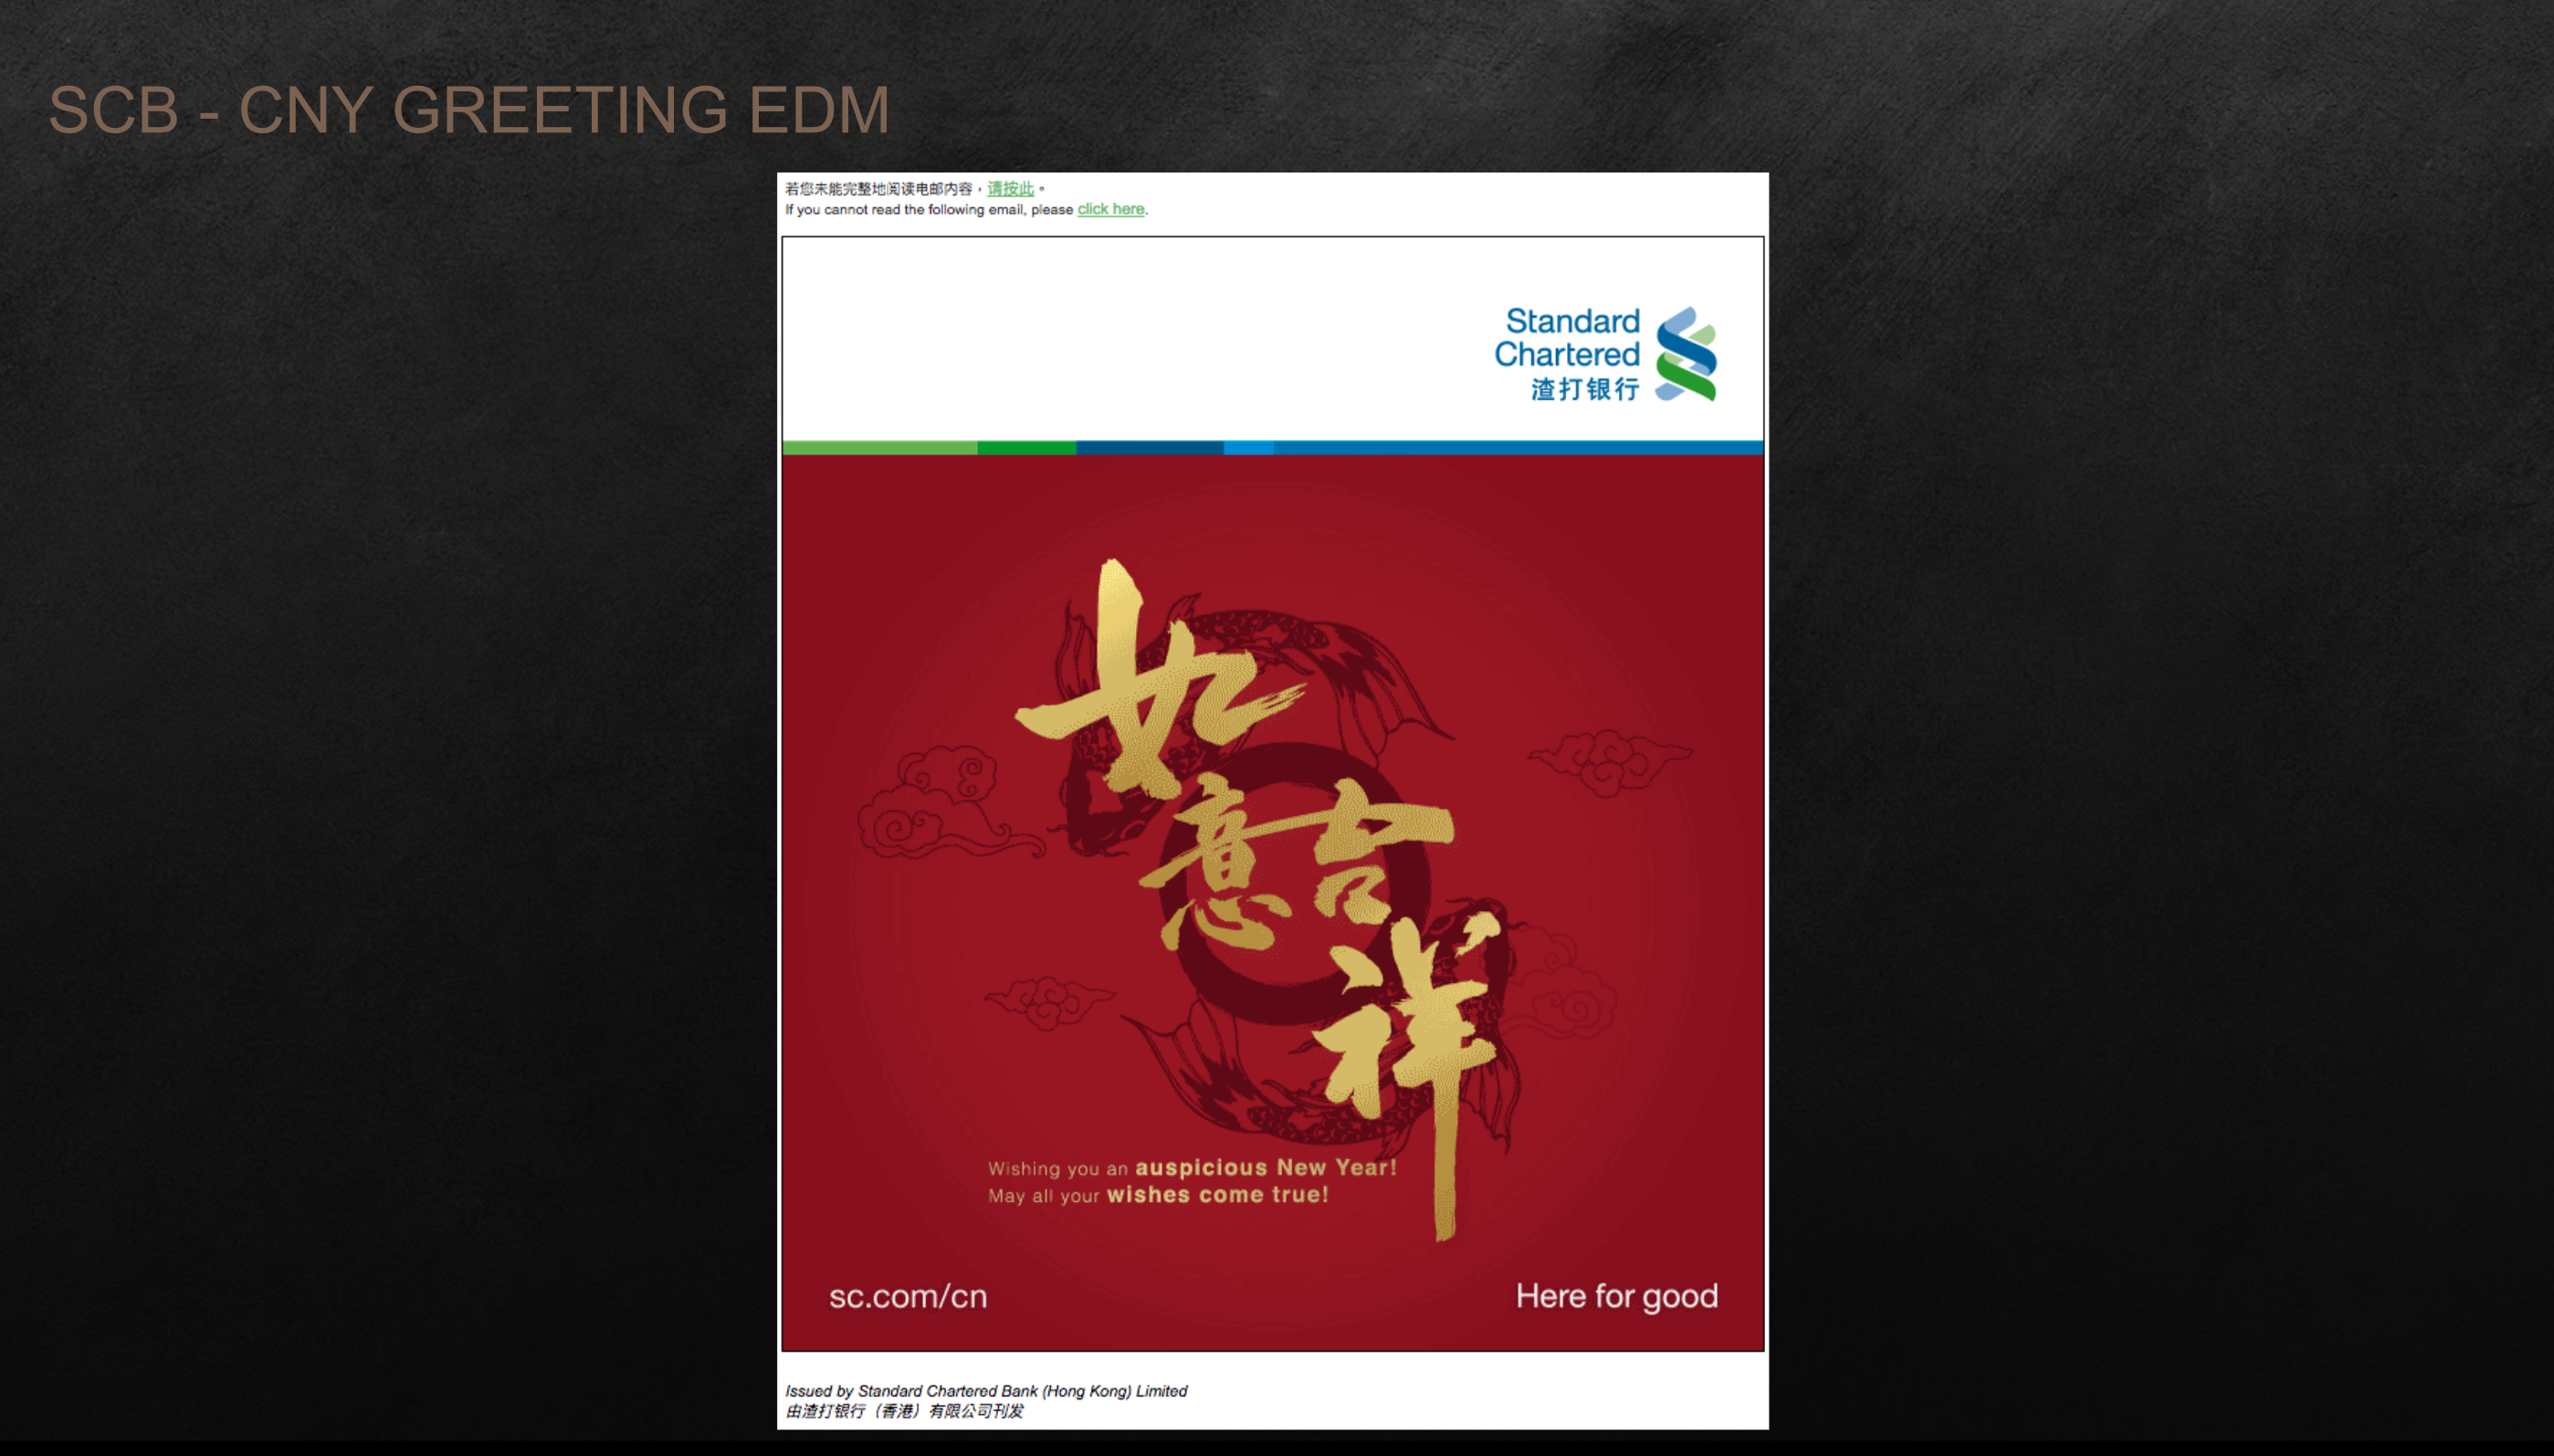 SCB - CNY GREETING EDM
若您未能完整地阅读电邮内容，请按此。
If you cannot read the following email, please click here.
Standard
Chartered
渣打银行
如
意吉
祥
Wishing you an auspicious New Year!
May all your wishes come true!
sc.com/cn
Here for good
Issued by Standard Chartered Bank (Hong Kong) Limited
由渣打银行（香港）有限公司刊发